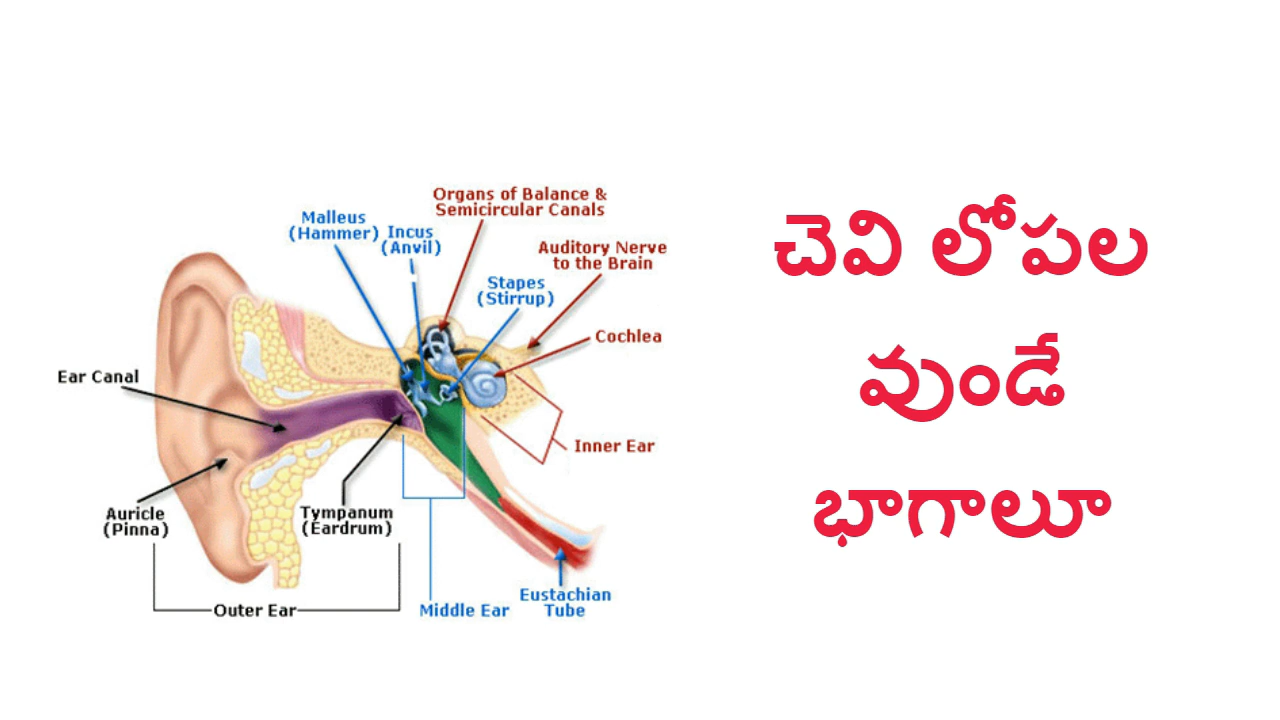 Organs of Balance &
Semicircular Canals
Malleus
(Hammer)
Incus
(Anvil)
Auditory Nerve
to the Brain
Stapes
(Stirrup)
Cochlea
Ear Canal
Inner Ear
Auricle
(Pinna)
Tympanum
(Eardrum)
Eustachian
Tube
Outer Ear
Middle Ear
చెవి లోపల
వుండే
భాగాలూ